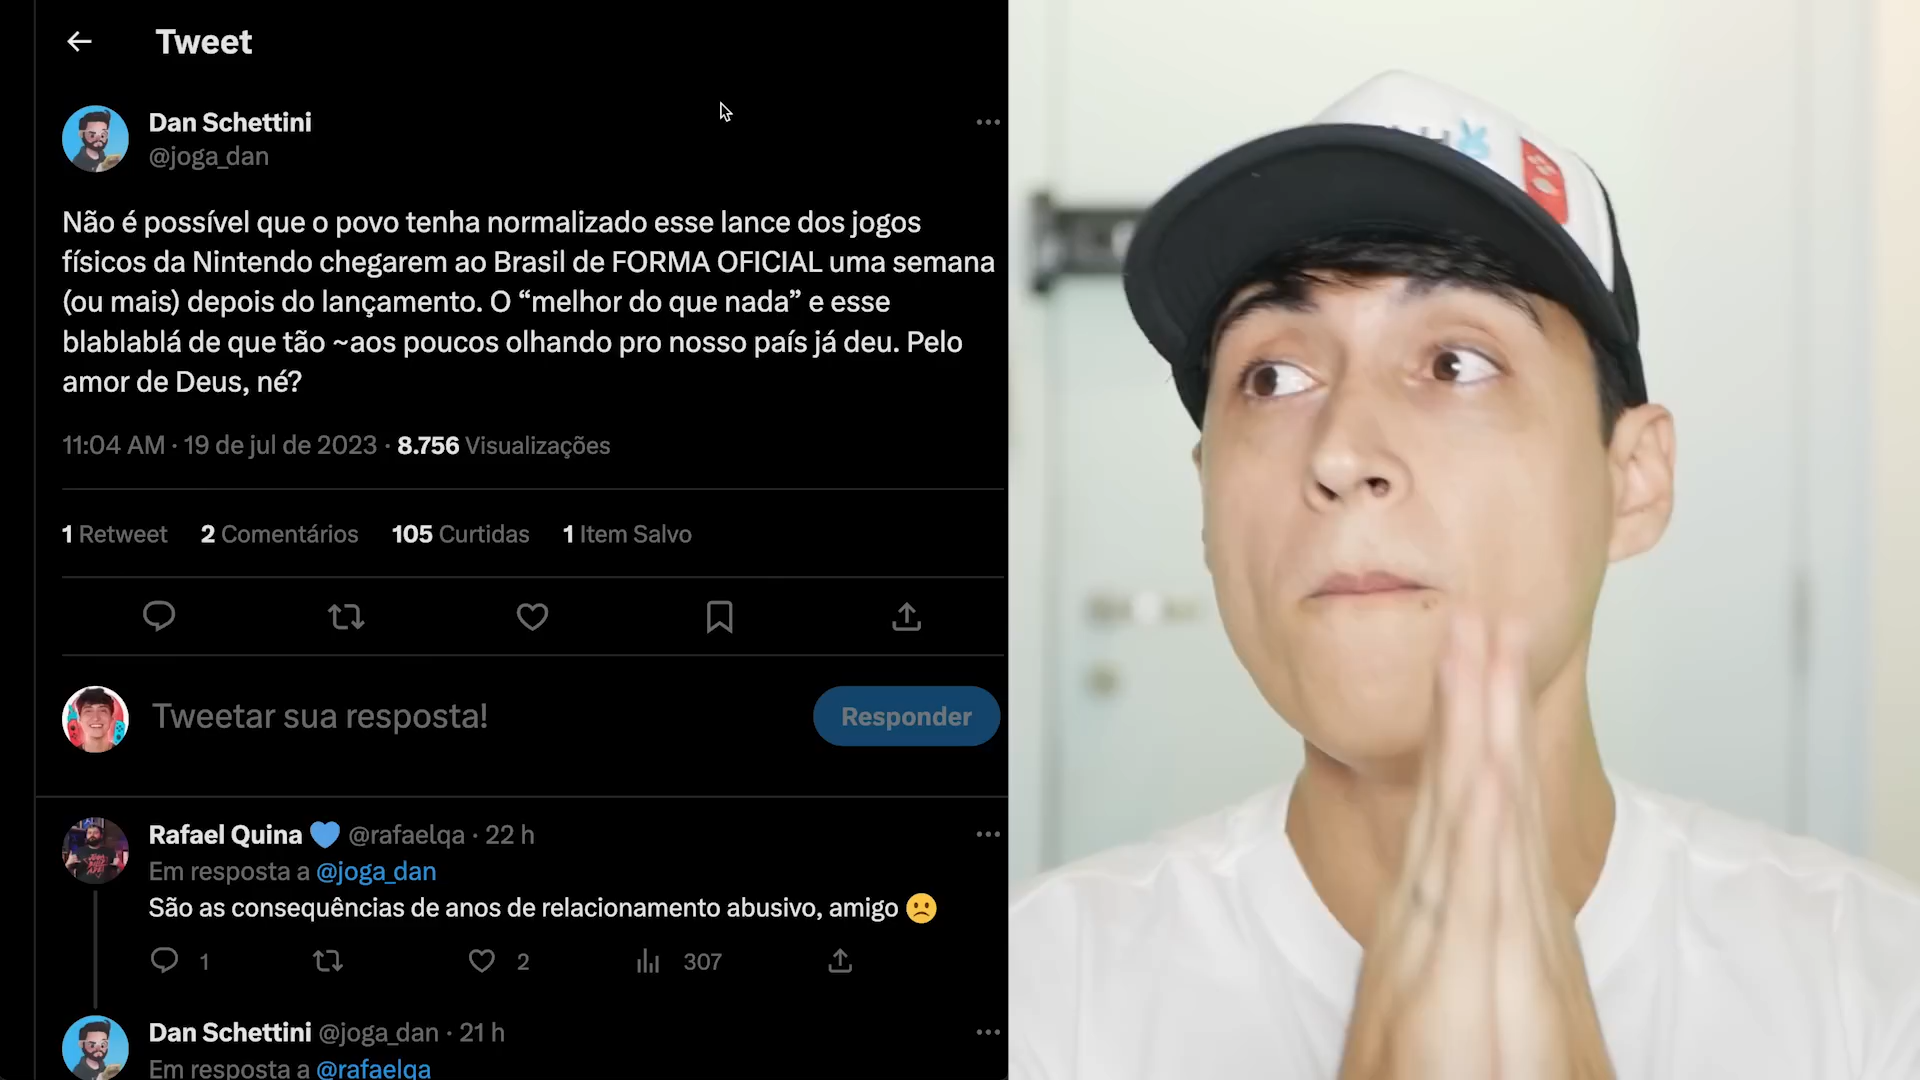 Tweet
Dan Schettini
@joga_dan
Não é possível que o povo tenha normalizado esse lance dos jogos
físicos da Nintendo chegarem ao Brasil de FORMA OFICIAL uma semana
(ou mais) depois do lançamento. O “melhor do que nada” e esse
blablablá de que tão ~aos poucos olhando pro nosso país já deu. Pelo
amor de Deus, né?
11:04 AM · 19 de jul de 2023 · 8.756 Visualizações
1 Retweet 2 Comentários 105 Curtidas 1 Item Salvo
Tweetar sua resposta!
Responder
Rafael Quina 💙 @rafaelqa · 22 h
Em resposta a @joga_dan
São as consequências de anos de relacionamento abusivo, amigo 🙁
1 2 307
Dan Schettini @joga_dan · 21 h
Em resposta a @rafaelqa